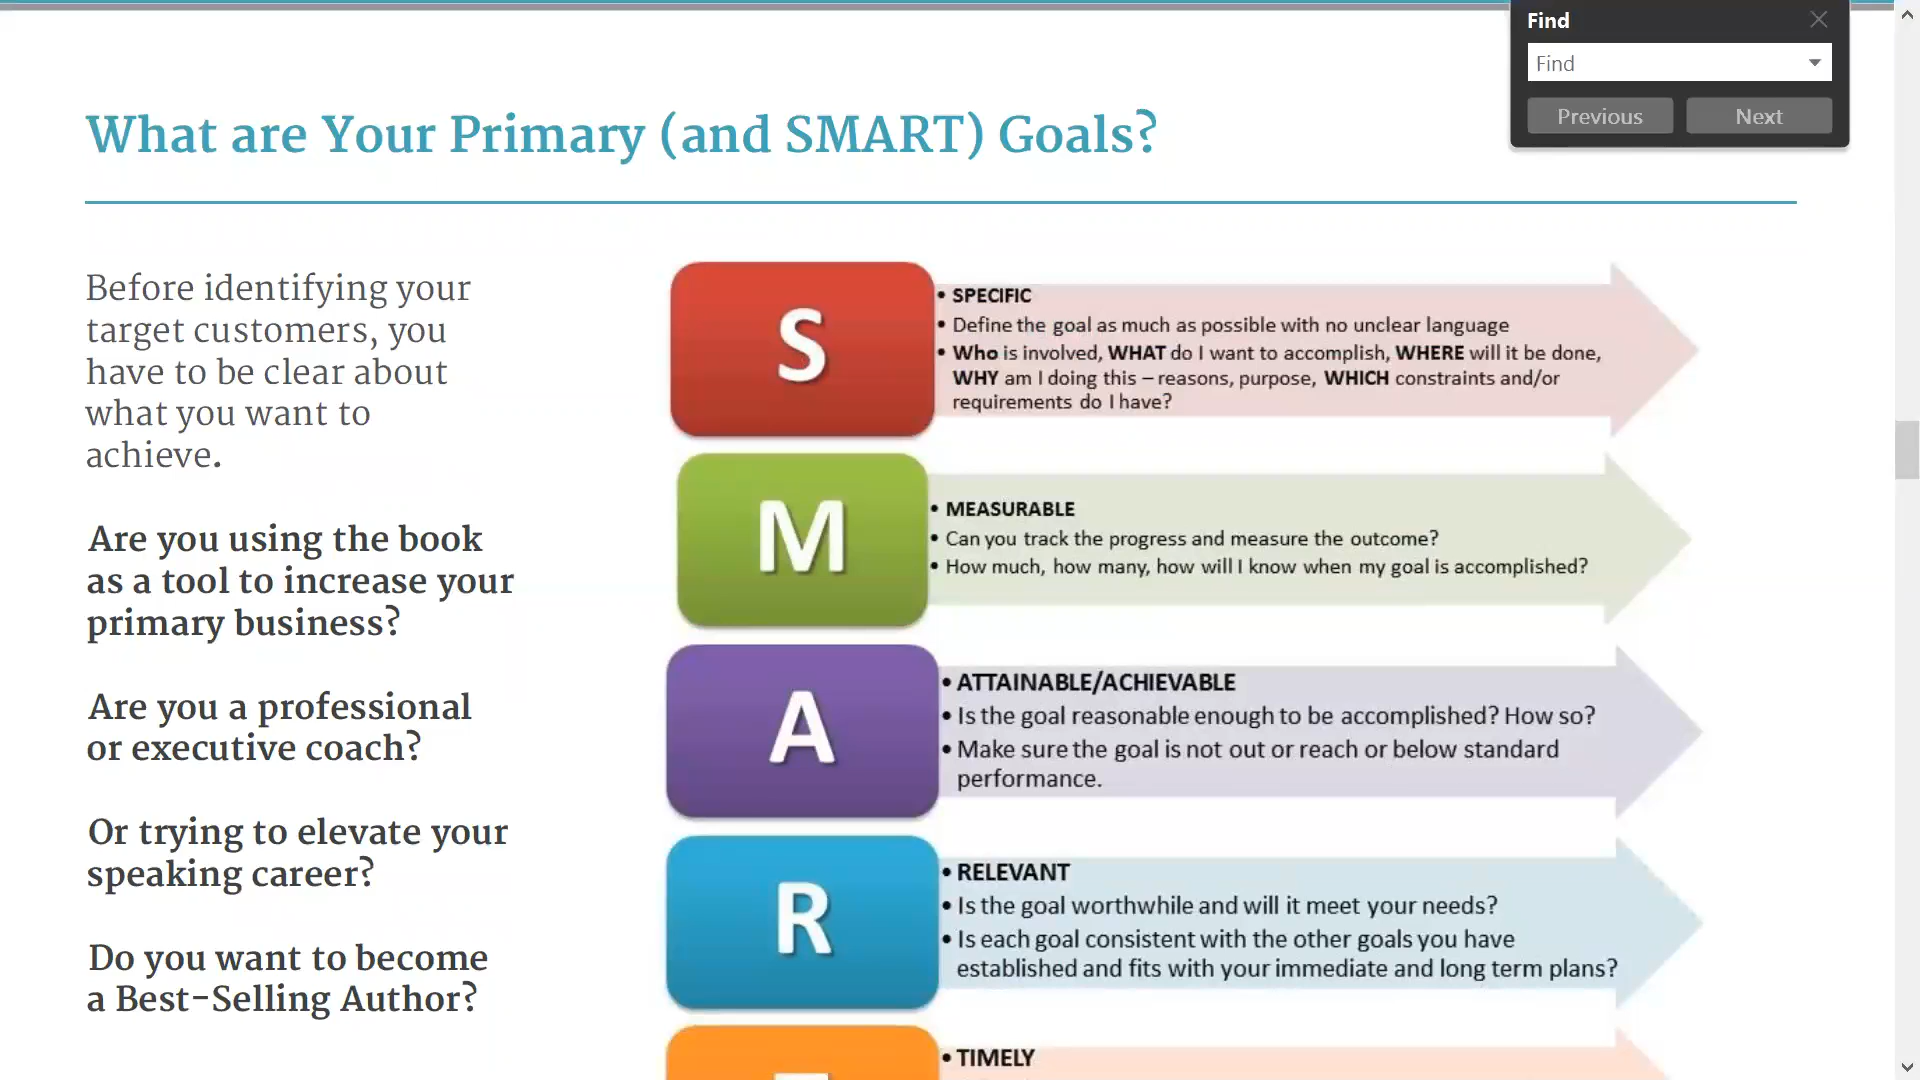 Find
Find
Previous Next
What are Your Primary (and SMART) Goals?
Before identifying your
target customers, you
have to be clear about
what you want to
achieve.
Are you using the book
as a tool to increase your
primary business?
Are you a professional
or executive coach?
Or trying to elevate your
speaking career?
Do you want to become
a Best-Selling Author?
S
• SPECIFIC
• Define the goal as much as possible with no unclear language
• Who is involved, WHAT do I want to accomplish, WHERE will it be done,
WHY am I doing this – reasons, purpose, WHICH constraints and/or
requirements do I have?
M
• MEASURABLE
• Can you track the progress and measure the outcome?
• How much, how many, how will I know when my goal is accomplished?
A
• ATTAINABLE/ACHIEVABLE
• Is the goal reasonable enough to be accomplished? How so?
• Make sure the goal is not out or reach or below standard
performance.
R
• RELEVANT
• Is the goal worthwhile and will it meet your needs?
• Is each goal consistent with the other goals you have
established and fits with your immediate and long term plans?
• TIMELY